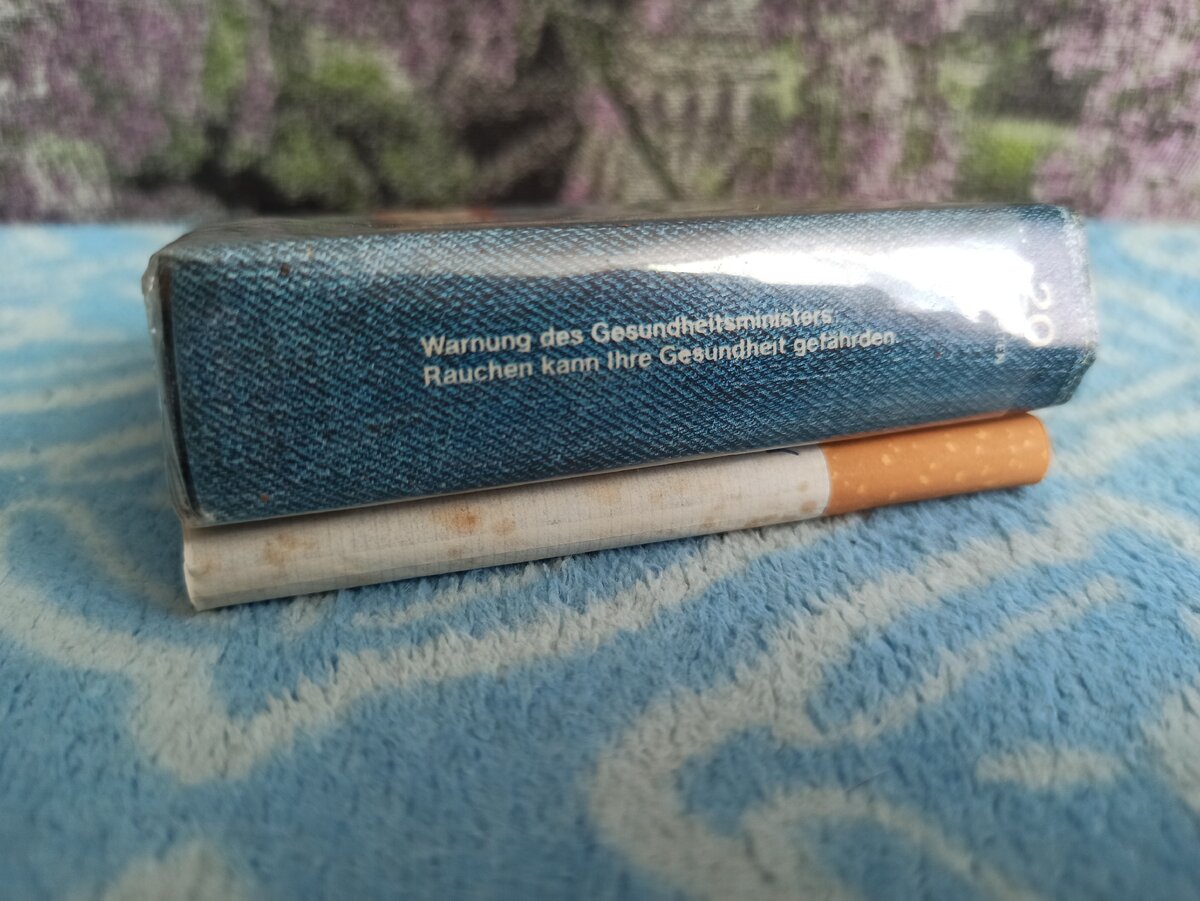 Warnung des Gesundheitsministers:
Rauchen kann Ihre Gesundheit gefährden
20